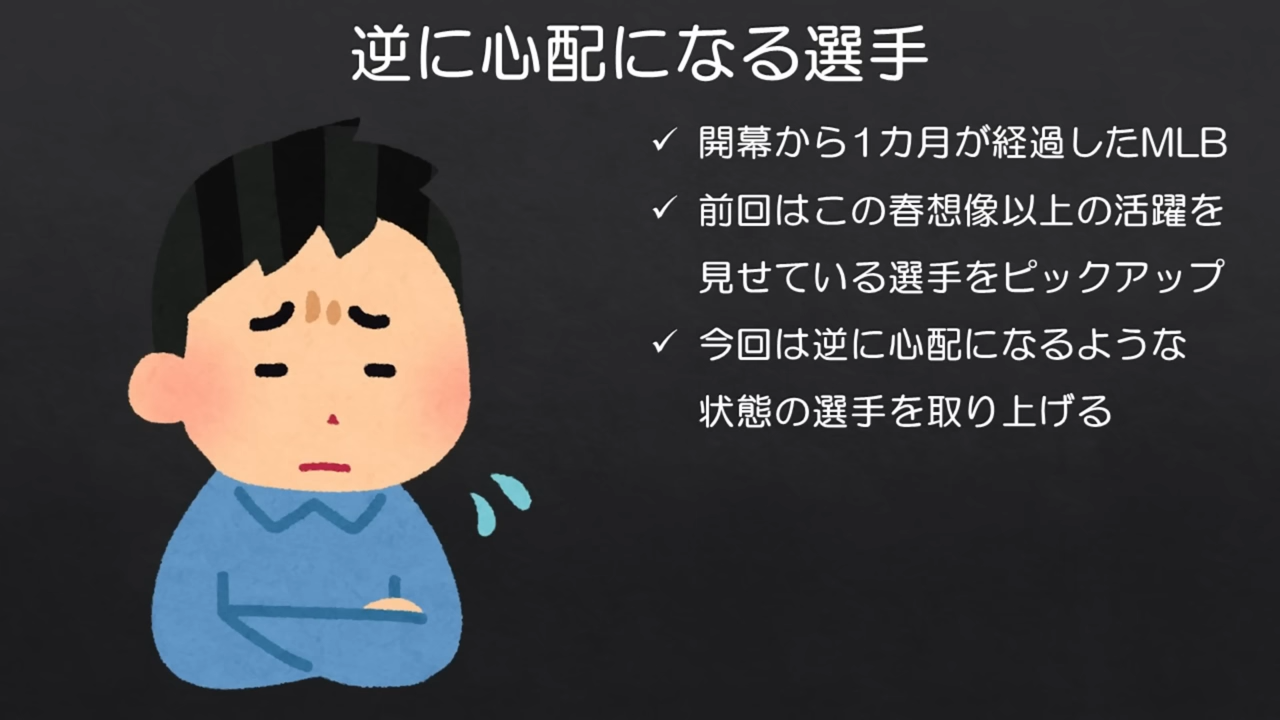 逆に心配になる選手
✓ 開幕から1カ月が経過したMLB
✓ 前回はこの春想像以上の活躍を
見せている選手をピックアップ
✓ 今回は逆に心配になるような
状態の選手を取り上げる